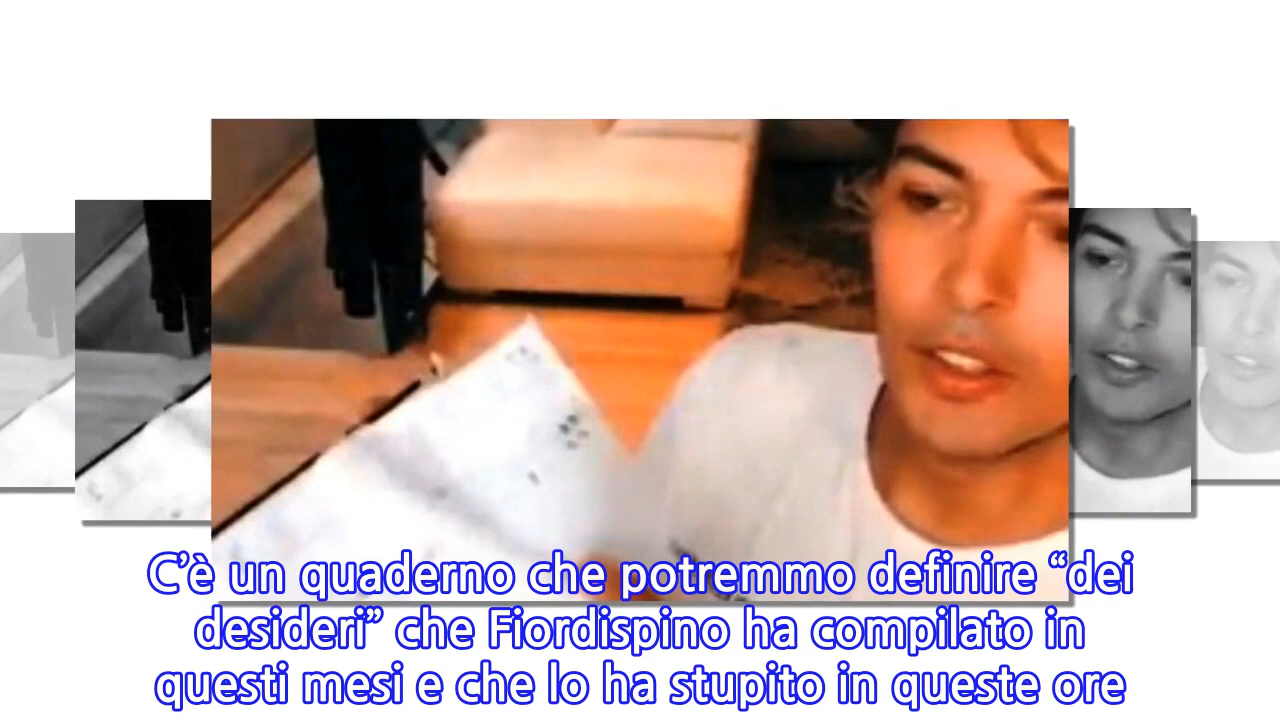 C’è un quaderno che potremmo definire “dei
desideri” che Fiordispino ha compilato in
questi mesi e che lo ha stupito in queste ore